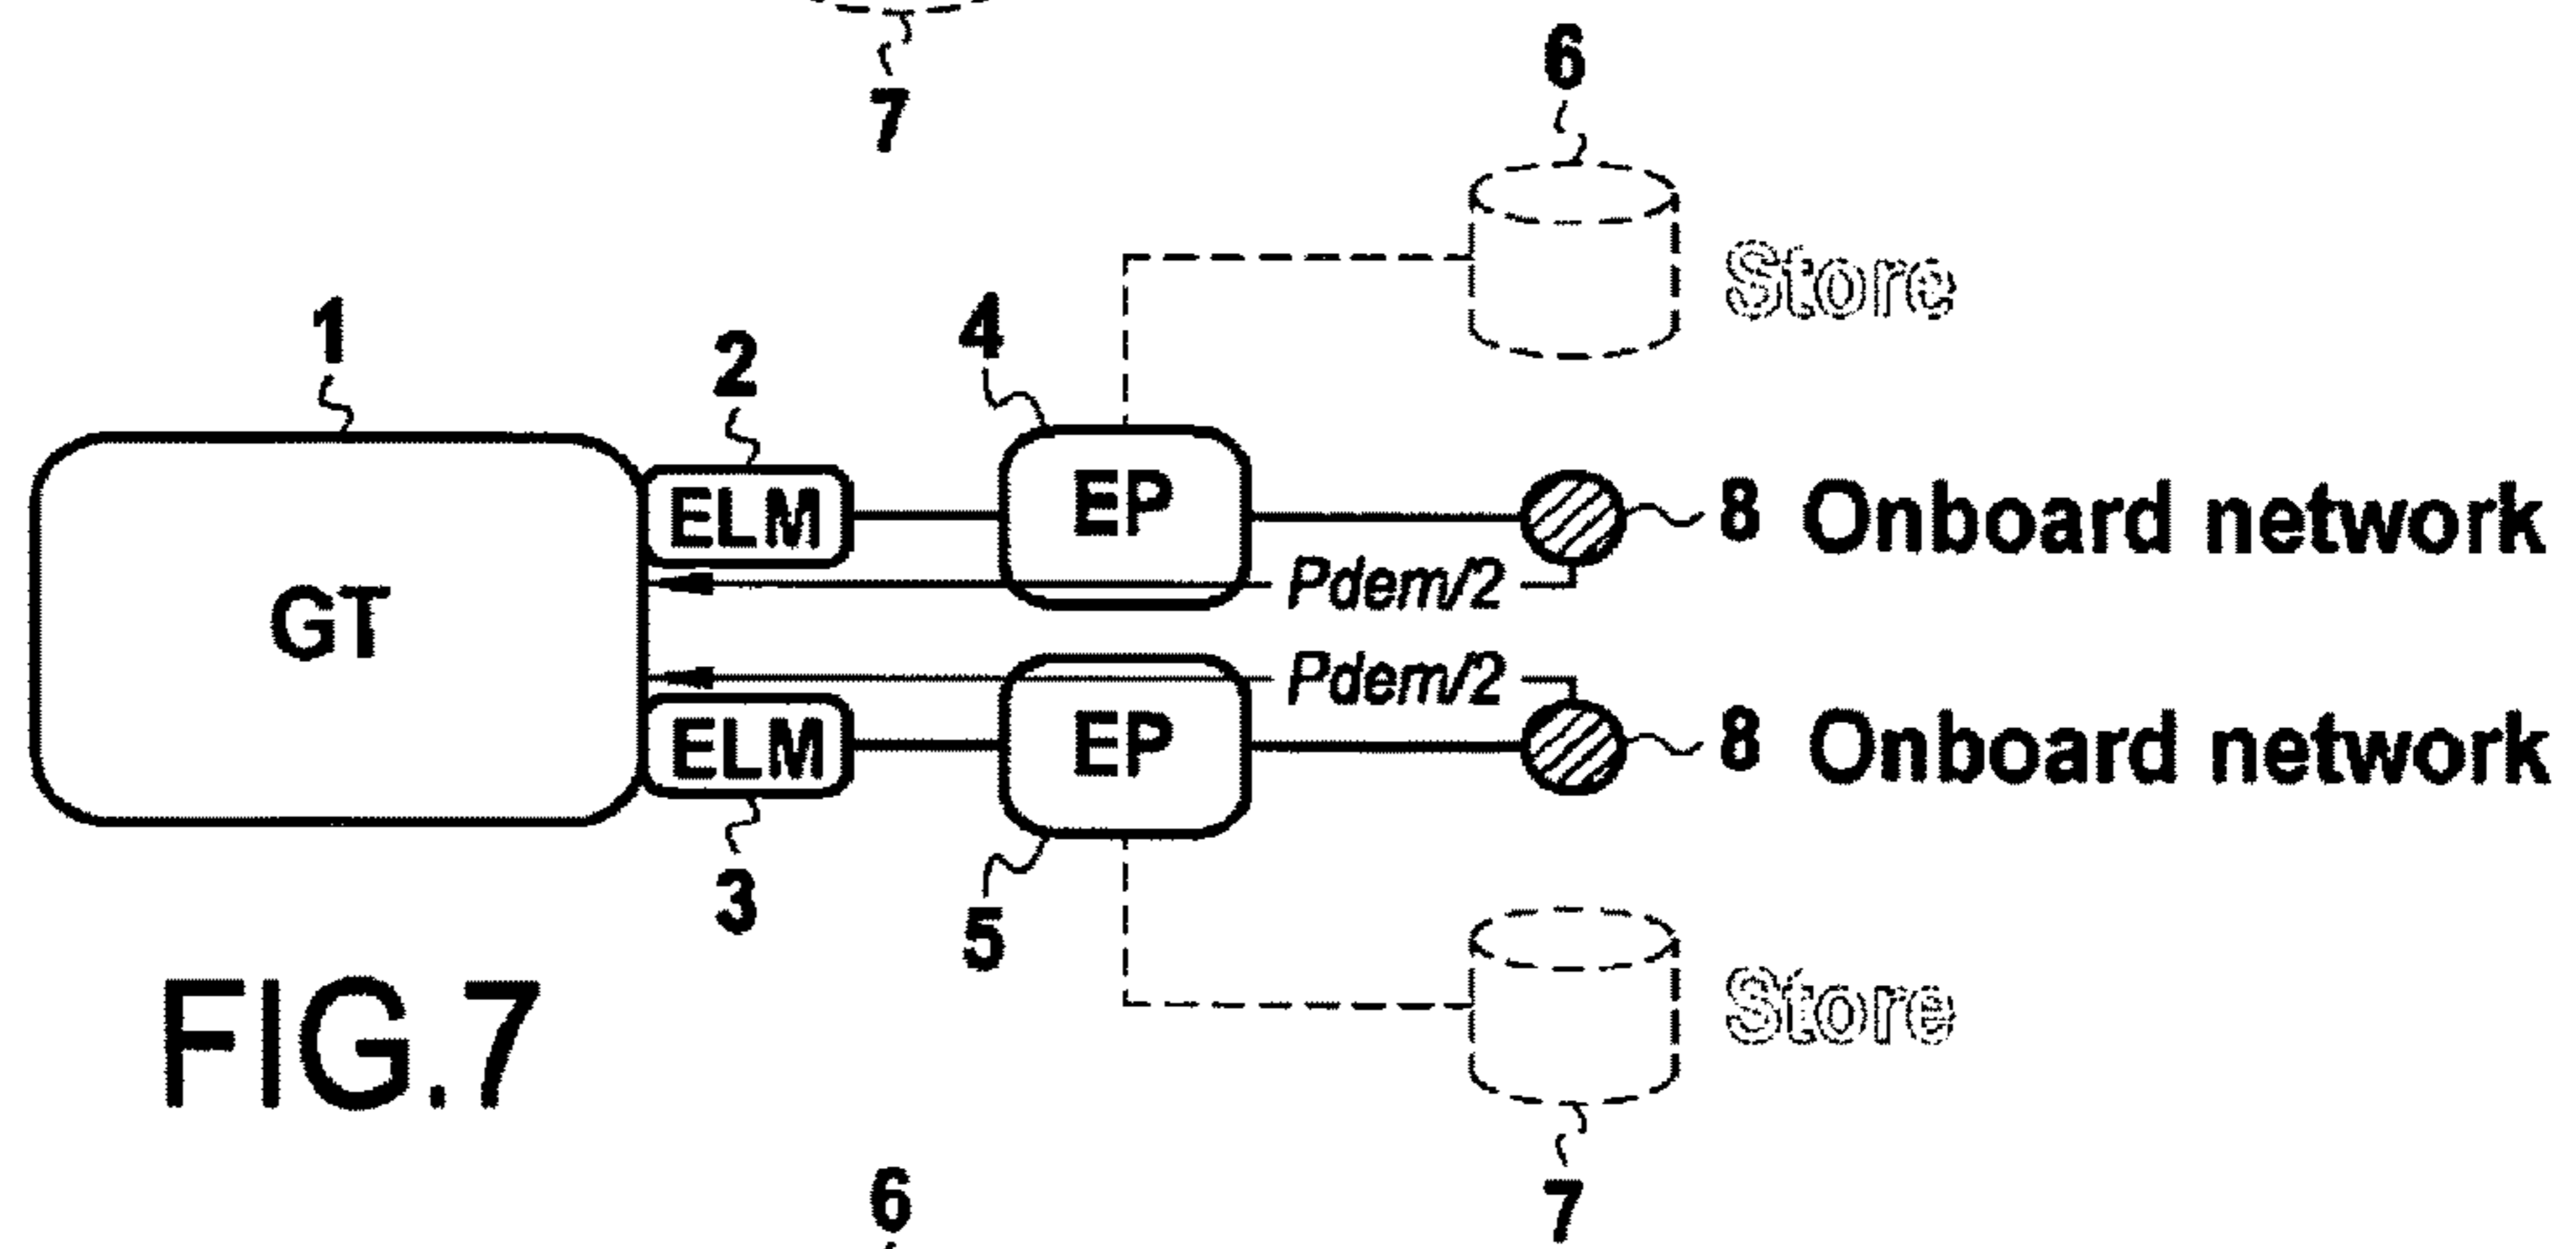 7
6
Store
1
2
4
ELM
EP
8 Onboard network
Pdem/2
GT
Pdem/2
ELM
EP
8 Onboard network
3
5
Store
FIG.7
6
7